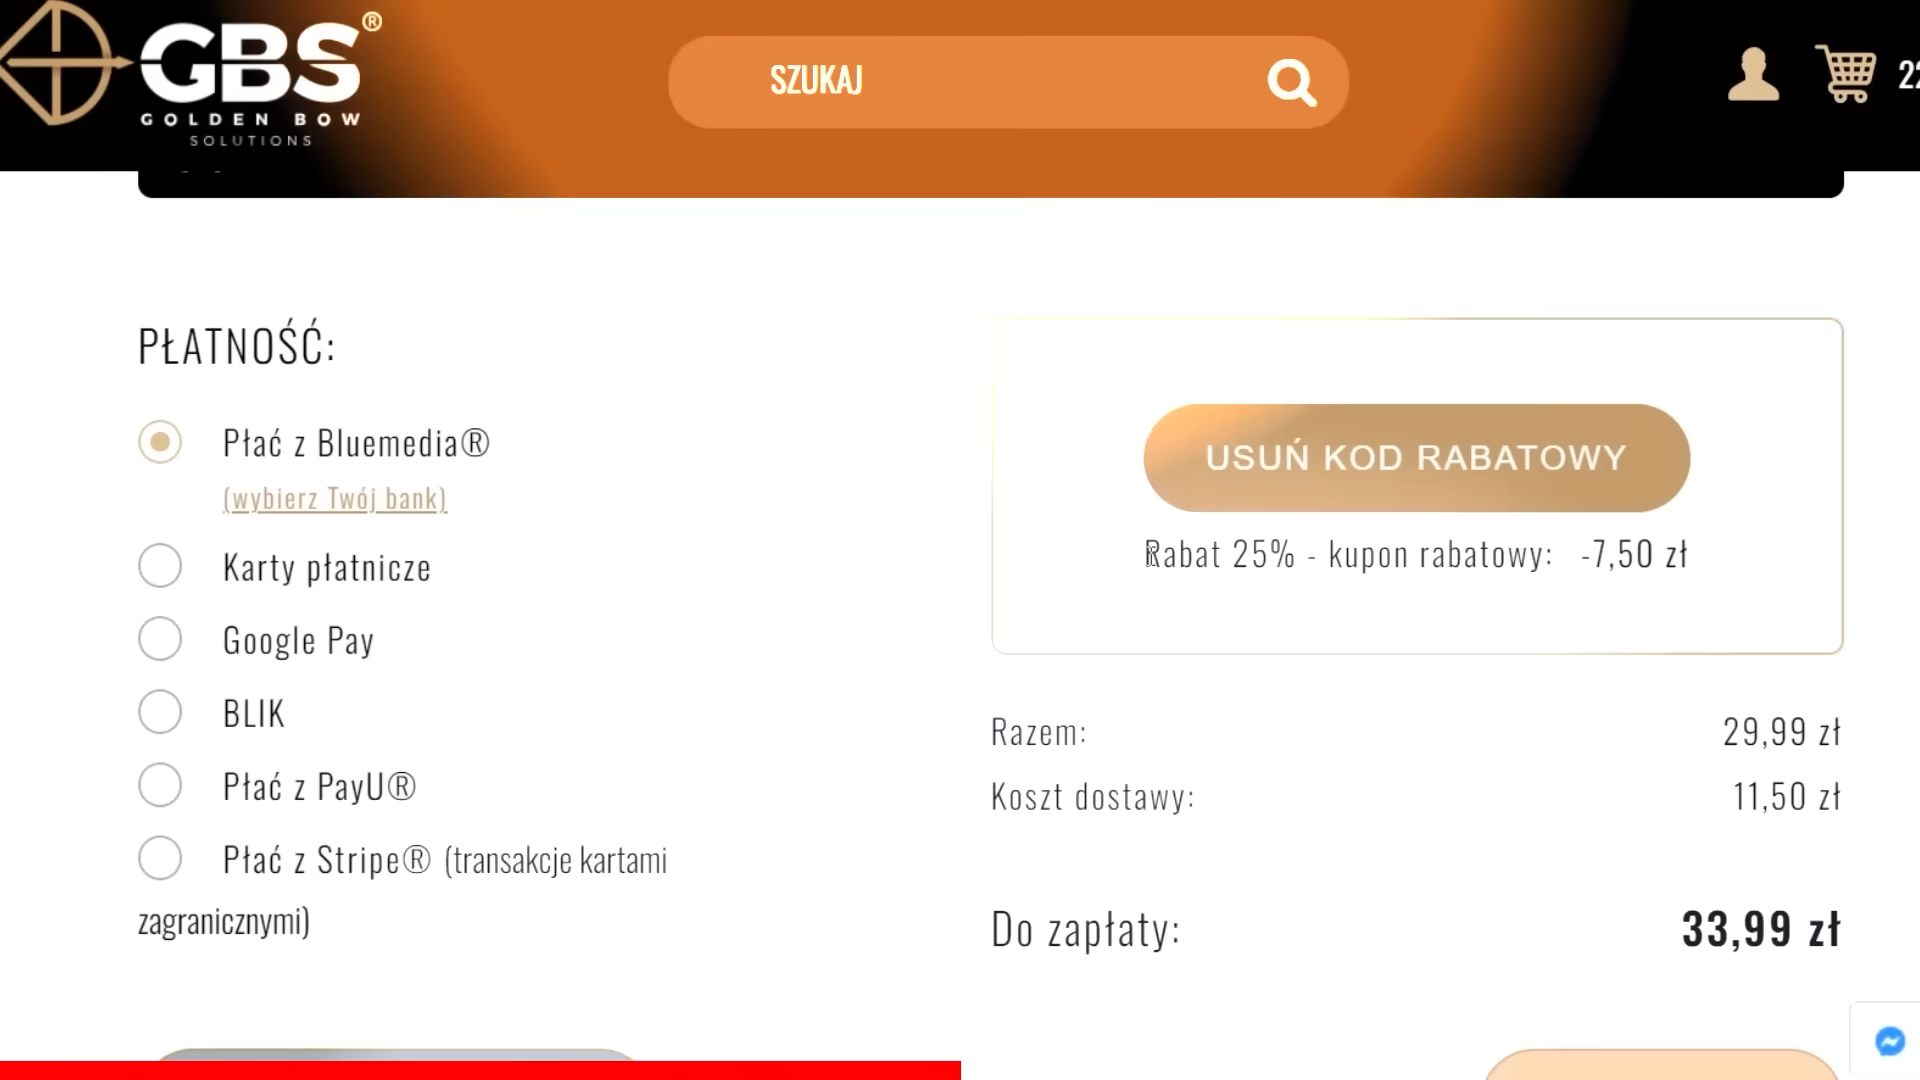 GBS®
GOLDEN BOW
SOLUTIONS
SZUKAJ
PŁATNOŚĆ:
Płać z Bluemedia®
(wybierz Twój bank)
Karty płatnicze
Google Pay
BLIK
Płać z PayU®
Płać z Stripe® (transakcje kartami
zagranicznymi)
USUŃ KOD RABATOWY
Rabat 25% - kupon rabatowy: -7,50 zł
Razem: 29,99 zł
Koszt dostawy: 11,50 zł
Do zapłaty: 33,99 zł